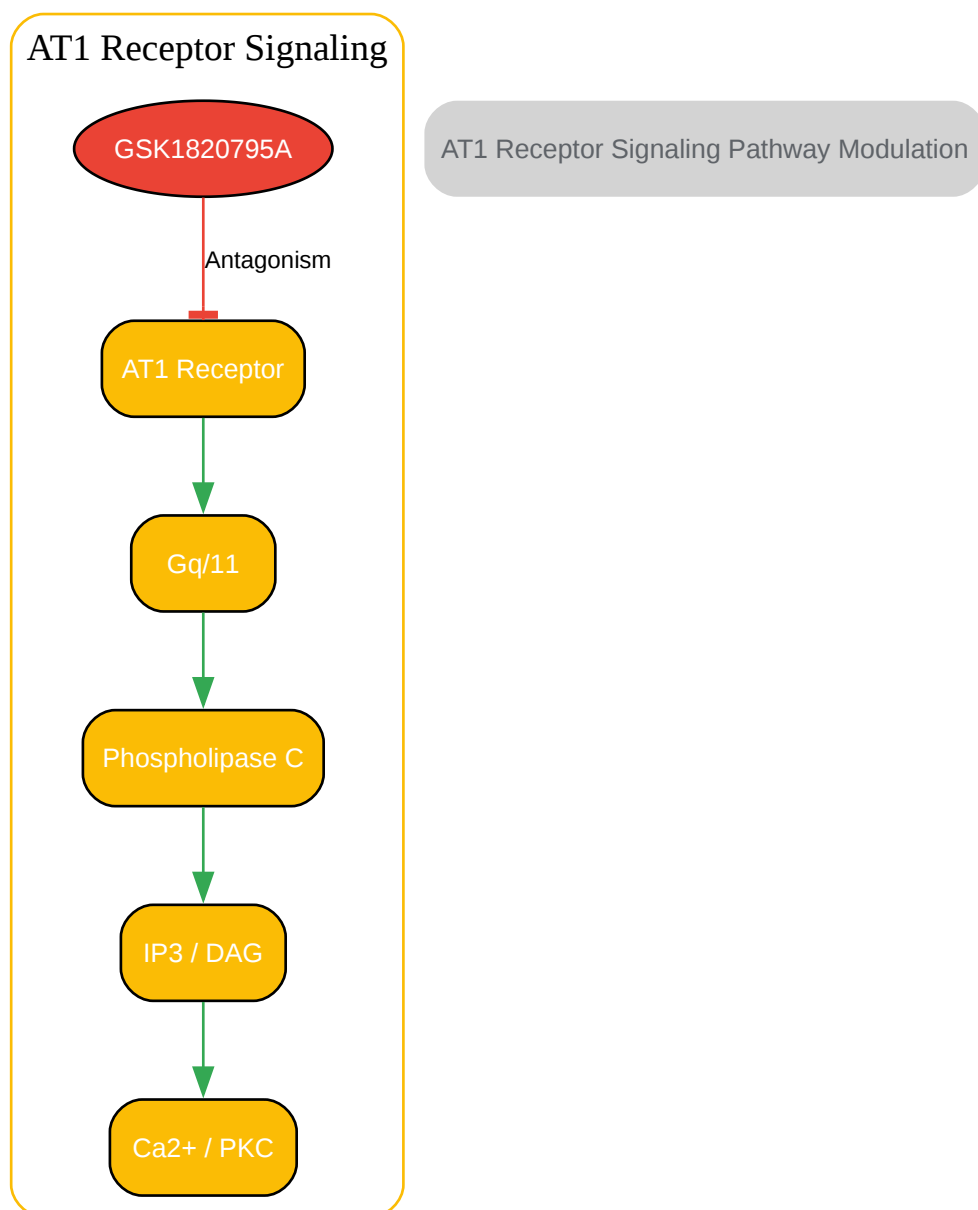 AT1 Receptor Signaling
GSK1820795A
AT1 Receptor Signaling Pathway Modulation
Antagonism
AT1 Receptor
Gq/11
Phospholipase C
IP3 / DAG
Ca2+ / PKC